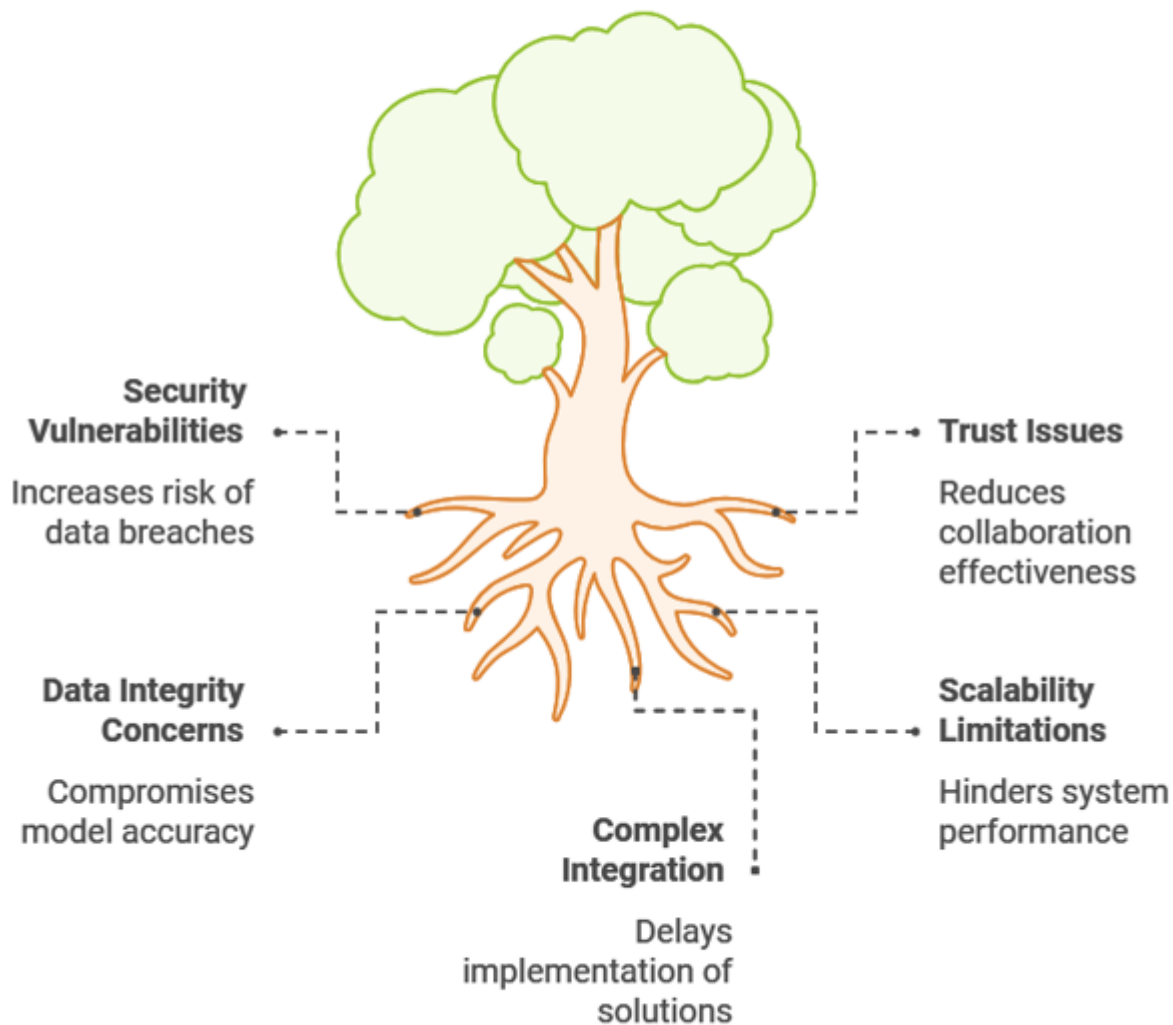 Security
Vulnerabilities
Increases risk of
data breaches
Trust Issues
Reduces
collaboration
effectiveness
Data Integrity
Concerns
Compromises
model accuracy
Scalability
Limitations
Hinders system
performance
Complex
Integration
Delays
implementation of
solutions